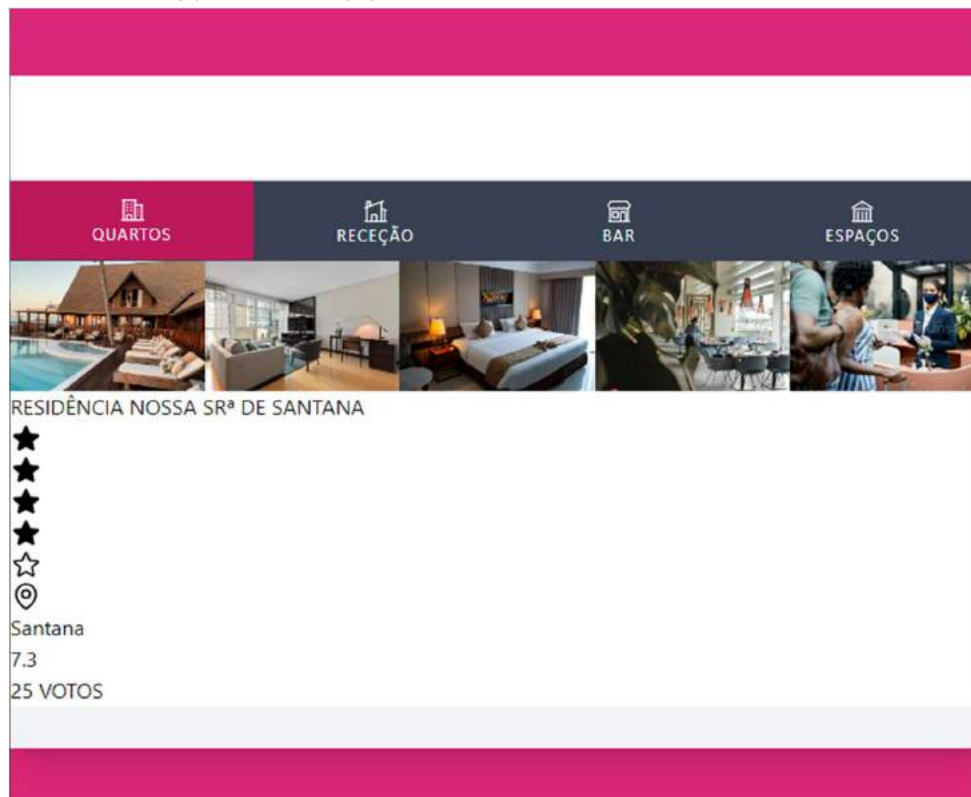 QUARTOS
RECEÇÃO
BAR
ESPAÇOS
RESIDÊNCIA NOSSA SRª DE SANTANA
Santana
7.3
25 VOTOS